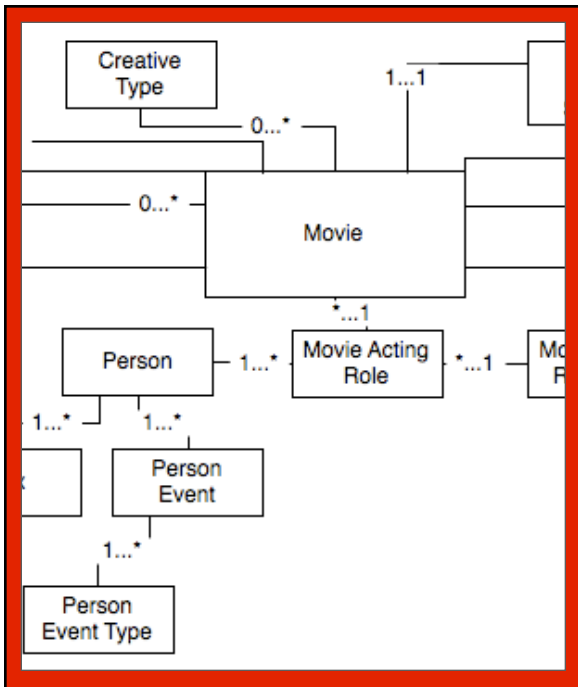 Creative
Type
1...1
0...*
0...*
Movie
*...1
Person
1...*
Movie Acting
Role
*...1
1...*
1...*
Person
Event
1...*
Person
Event Type